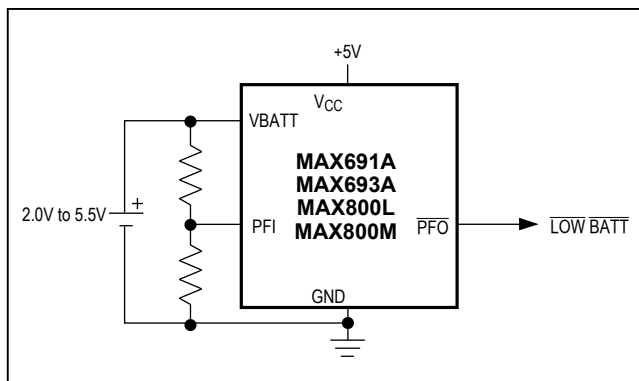 +5V
VCC
VBATT
MAX691A
MAX693A
MAX800L
MAX800M
+
2.0V to 5.5V
PFI
PFO
LOW BATT
GND